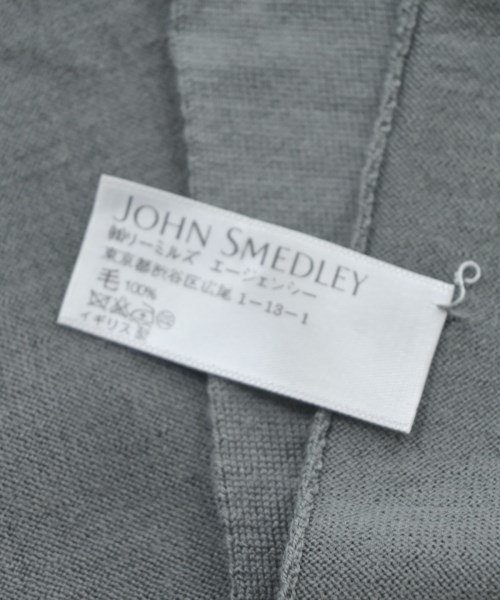 JOHN SMEDLEY
㈱リーミルズ エージェンシー
東京都渋谷区広尾 1-13-1
毛 100%
イギリス製